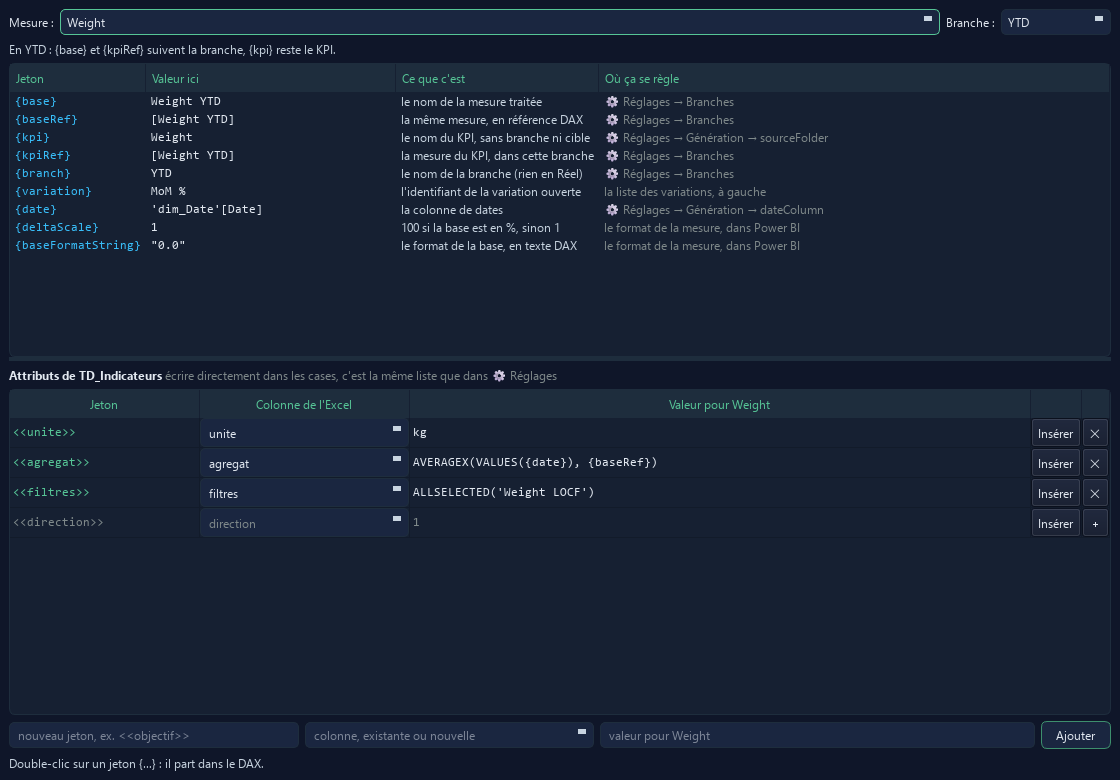 Mesure : Weight Branche : YTD
En YTD : {base} et {kpiRef} suivent la branche, {kpi} reste le KPI.
Jeton Valeur ici Ce que c'est Où ça se règle
{base} Weight YTD le nom de la mesure traitée ⚙ Réglages → Branches
{baseRef} [Weight YTD] la même mesure, en référence DAX ⚙ Réglages → Branches
{kpi} Weight le nom du KPI, sans branche ni cible ⚙ Réglages → Génération → sourceFolder
{kpiRef} [Weight YTD] la mesure du KPI, dans cette branche ⚙ Réglages → Branches
{branch} YTD le nom de la branche (rien en Réel) ⚙ Réglages → Branches
{variation} MoM % l'identifiant de la variation ouverte la liste des variations, à gauche
{date} 'dim_Date'[Date] la colonne de dates ⚙ Réglages → Génération → dateColumn
{deltaScale} 1 100 si la base est en %, sinon 1 le format de la mesure, dans Power BI
{baseFormatString} "0.0" le format de la base, en texte DAX le format de la mesure, dans Power BI
Attributs de TD_Indicateurs écrire directement dans les cases, c'est la même liste que dans ⚙ Réglages
Jeton Colonne de l'Excel Valeur pour Weight
<<unite>> unite kg Insérer ×
<<agregat>> agregat AVERAGEX(VALUES({date}), {baseRef}) Insérer ×
<<filtres>> filtres ALLSELECTED('Weight LOCF') Insérer ×
<<direction>> direction 1 Insérer +
nouveau jeton, ex. <<objectif>> colonne, existante ou nouvelle valeur pour Weight Ajouter
Double-clic sur un jeton {…} : il part dans le DAX.